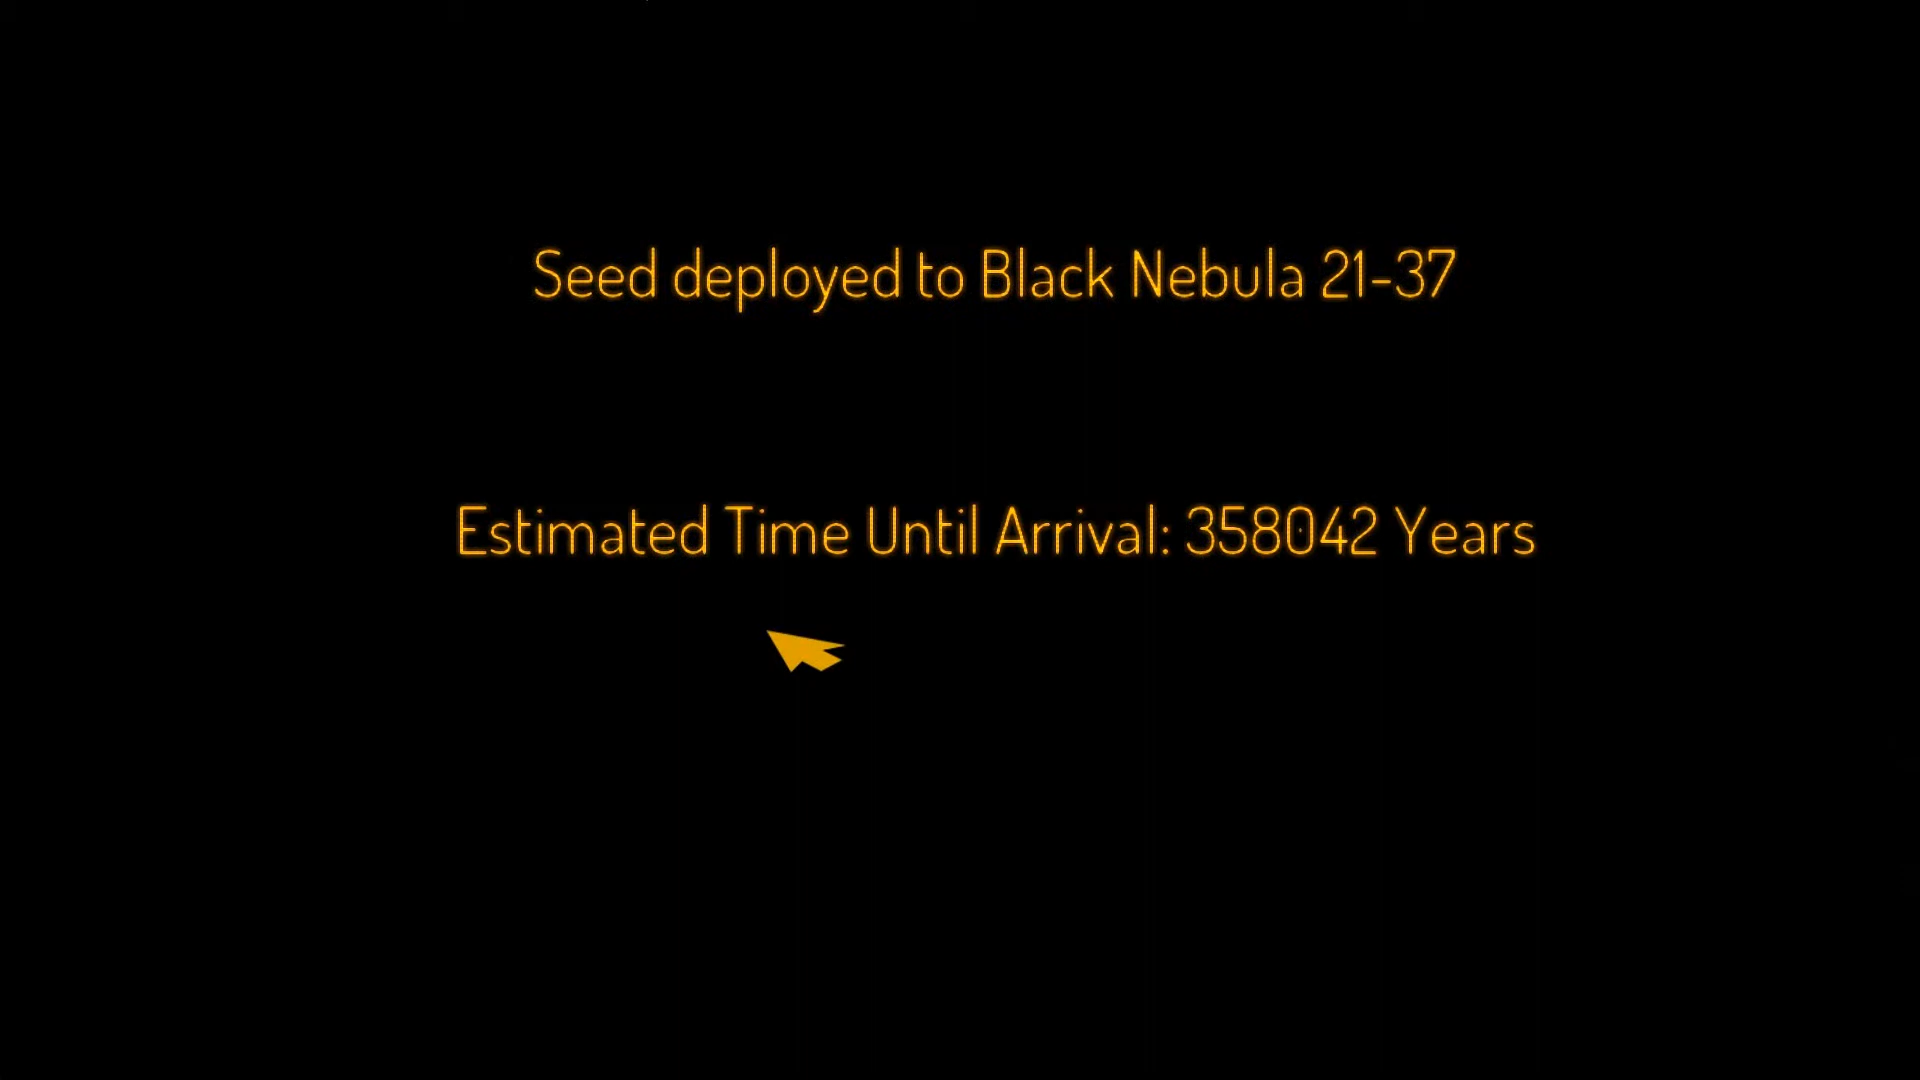 Seed deployed to Black Nebula 21-37
Estimated Time Until Arrival: 358042 Years